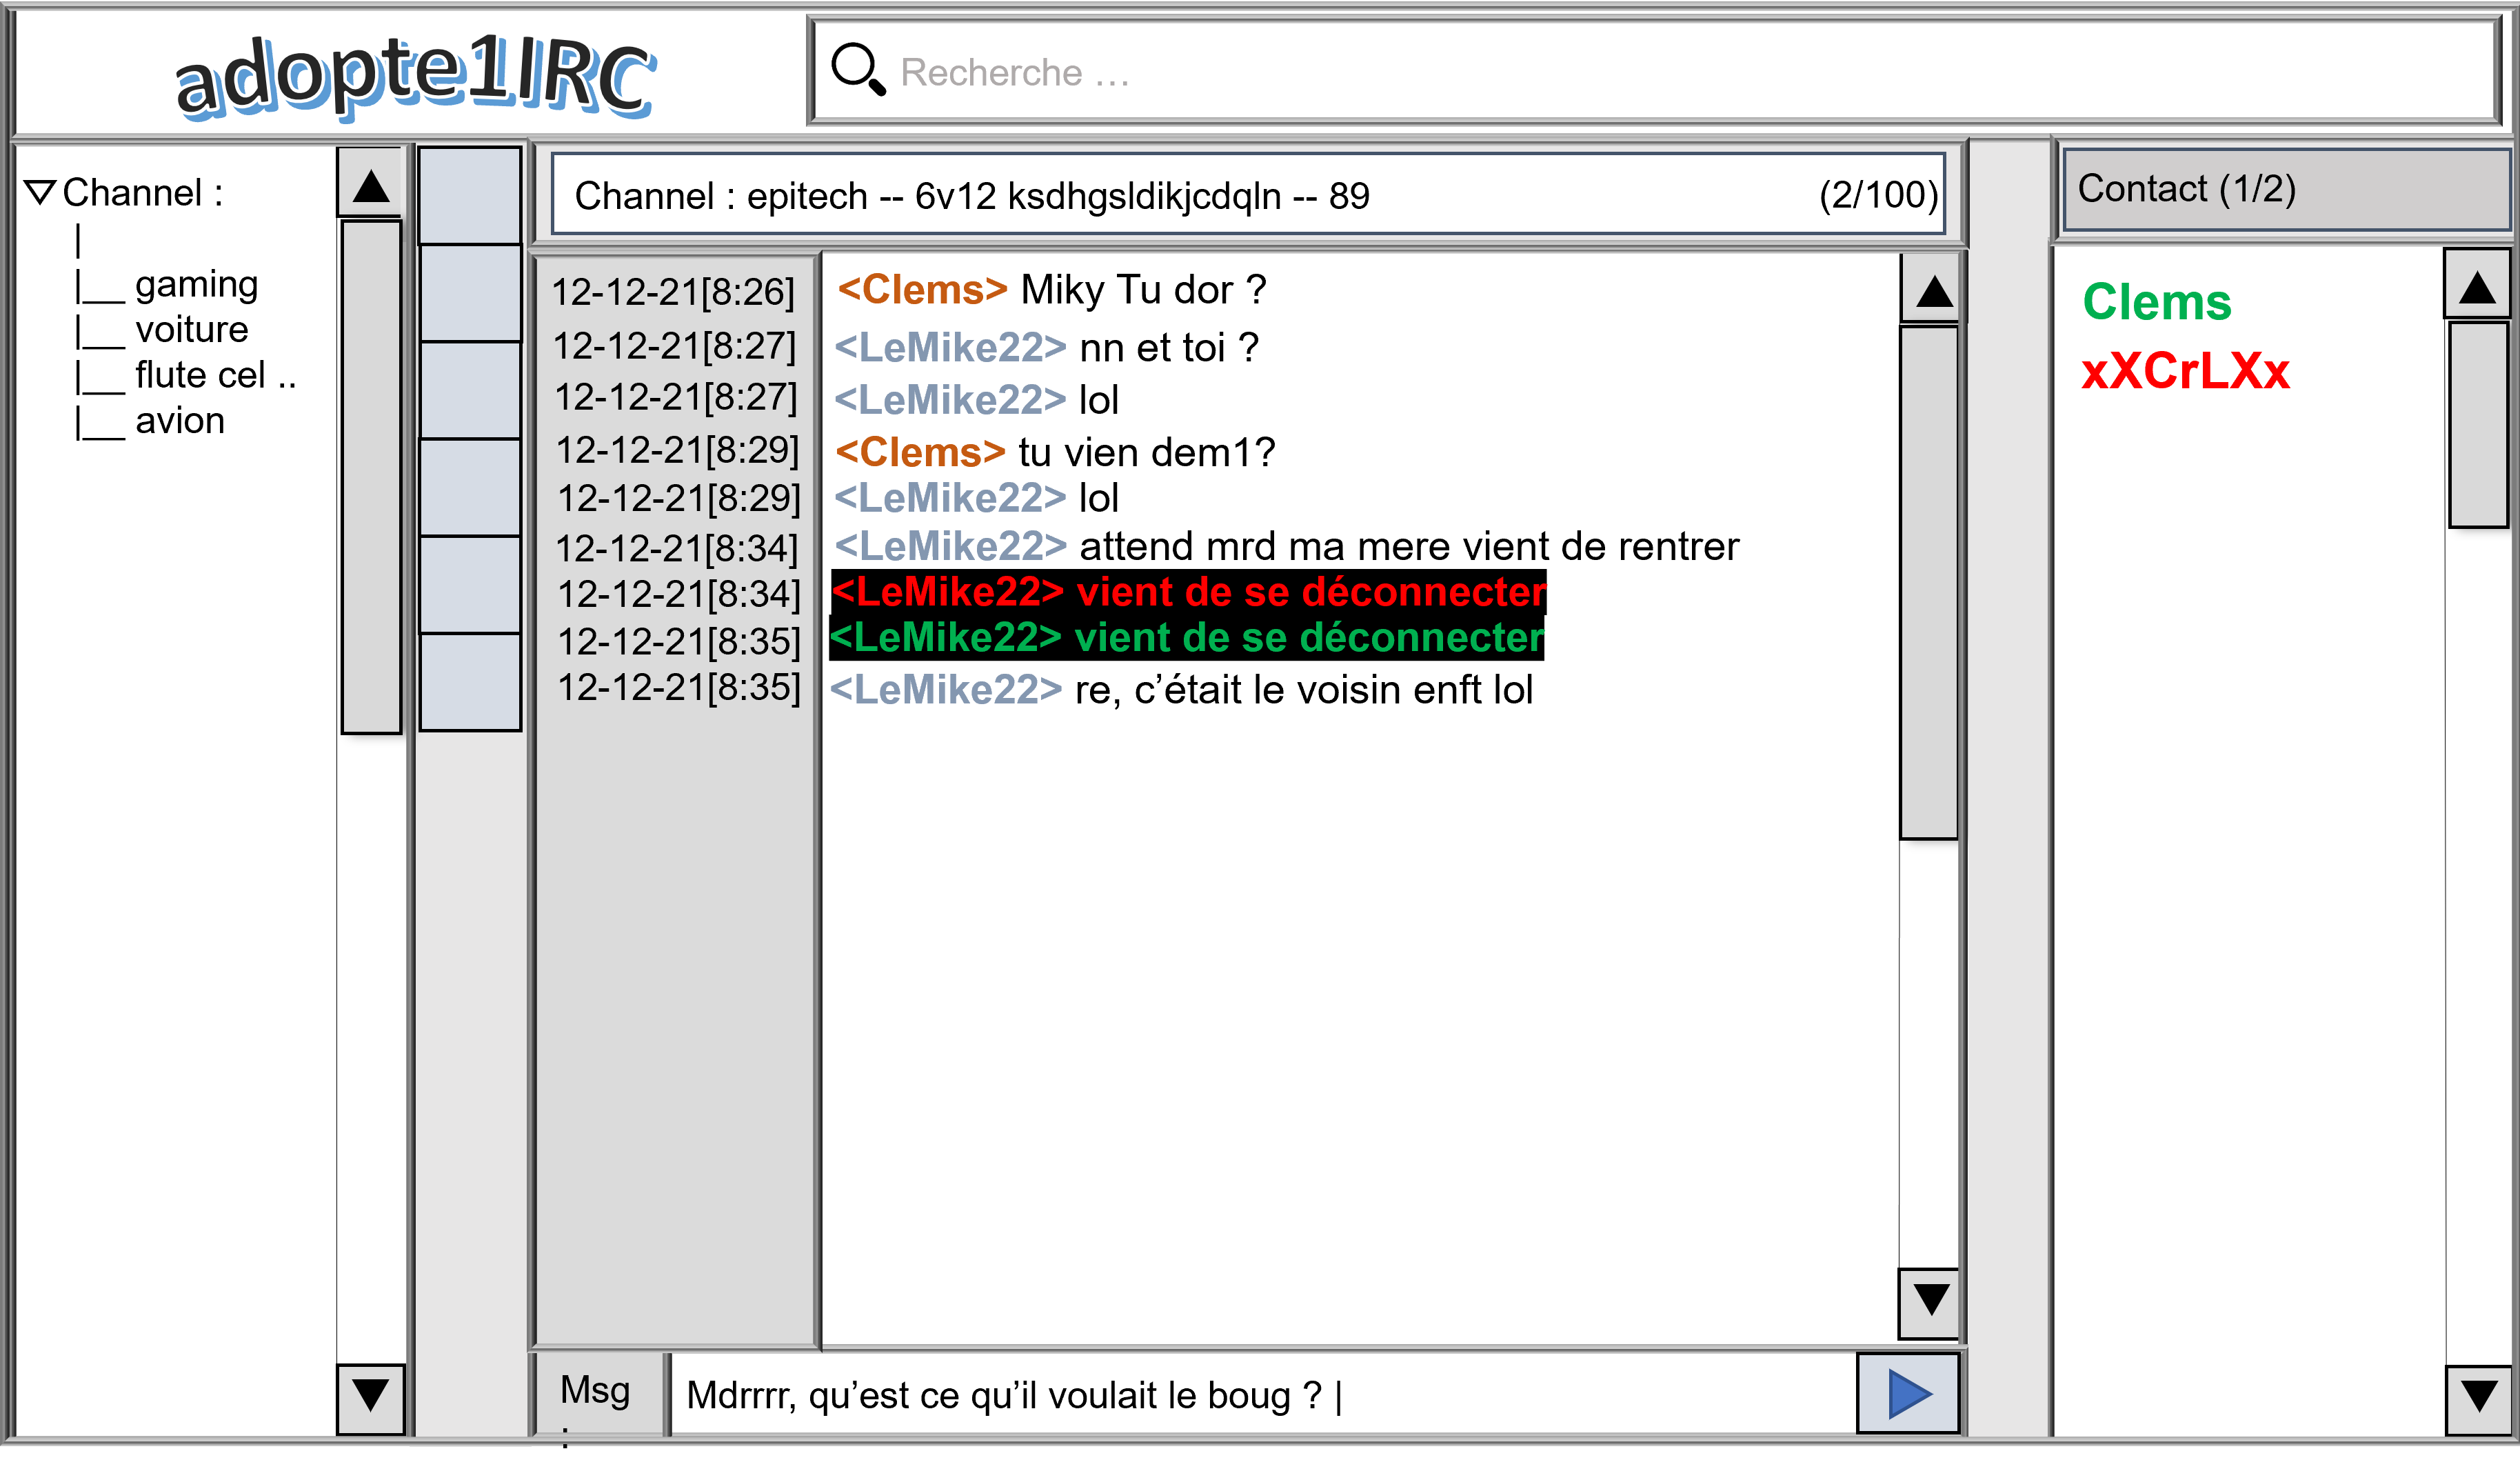 adopte1IRC
Recherche …
Channel :
|
|__ gaming
|__ voiture
|__ flute cel ..
|__ avion
Channel : epitech -- 6v12 ksdhgsldikjcdqln -- 89 (2/100)
12-12-21[8:26] <Clems> Miky Tu dor ?
12-12-21[8:27] <LeMike22> nn et toi ?
12-12-21[8:27] <LeMike22> lol
12-12-21[8:29] <Clems> tu vien dem1?
12-12-21[8:29] <LeMike22> lol
12-12-21[8:34] <LeMike22> attend mrd ma mere vient de rentrer
12-12-21[8:34] <LeMike22> vient de se déconnecter
12-12-21[8:35] <LeMike22> vient de se déconnecter
12-12-21[8:35] <LeMike22> re, c’était le voisin enft lol
Msg :
Mdrrrr, qu’est ce qu’il voulait le boug ? |
Contact (1/2)
Clems
xXCrLXx